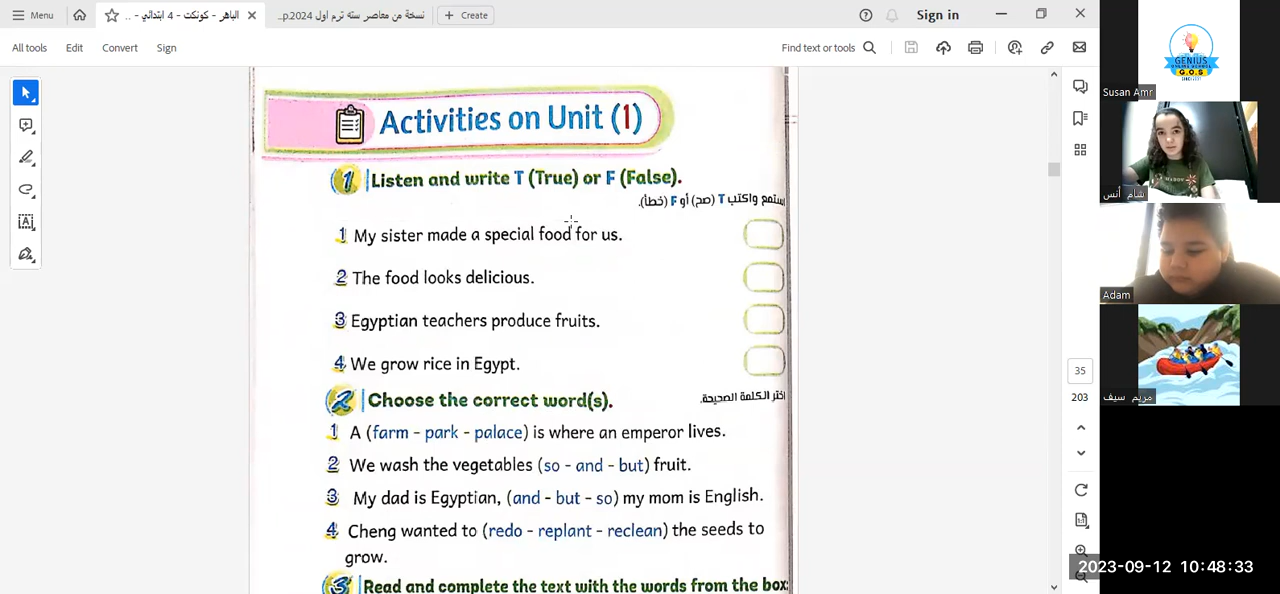 Menu
الباهر - كونكت - 4 ابتدائي - ...
نسخة من معاصر سته ترم اول 2024.p...
Create
Sign in
All tools Edit Convert Sign
Find text or tools
Activities on Unit (1)
1 Listen and write T (True) or F (False).
استمع واكتب T (صح) أو F (خطأ).
1 My sister made a special food for us.
2 The food looks delicious.
3 Egyptian teachers produce fruits.
4 We grow rice in Egypt.
2 Choose the correct word(s).
اختر الكلمة الصحيحة.
1 A (farm - park - palace) is where an emperor lives.
2 We wash the vegetables (so - and - but) fruit.
3 My dad is Egyptian, (and - but - so) my mom is English.
4 Cheng wanted to (redo - replant - reclean) the seeds to
grow.
3 Read and complete the text with the words from the box
35
203
GENIUS
ONLINE SCHOOL
G.O.S
Susan Amr
شام أنس
Adam
مريم سيف
2023-09-12 10:48:33